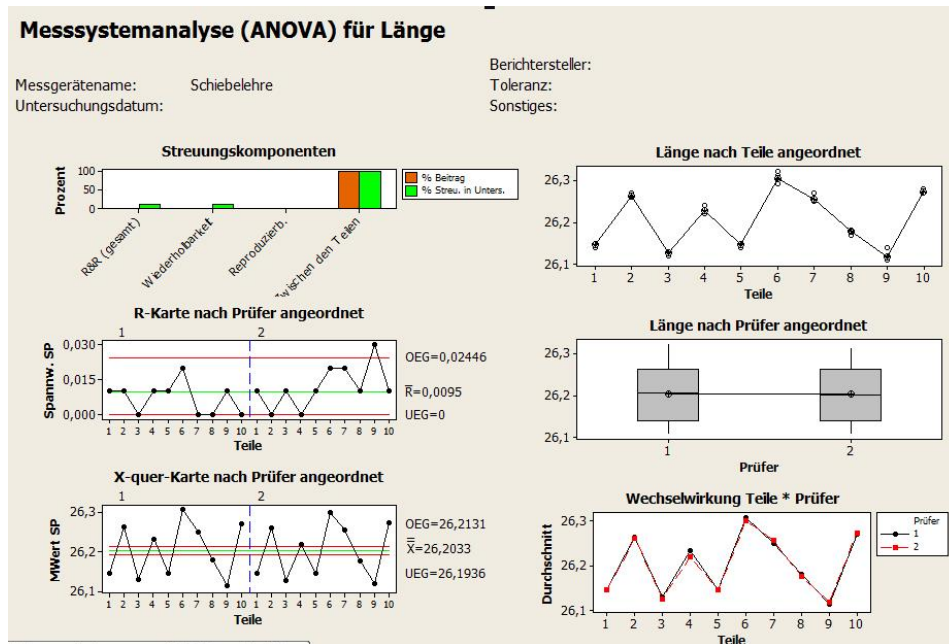 Messsystemanalyse (ANOVA) für Länge
Messgerätename: Schiebelehre
Untersuchungsdatum:
Berichtersteller:
Toleranz:
Sonstiges:
Streuungskomponenten
Prozent
100
50
0
R&R (gesamt)
Wiederholbarkeit
Reproduzierb.
Zwischen den Teilen
% Beitrag
% Streu. in Unters.
R-Karte nach Prüfer angeordnet
1 2
Spannw. SP
0,030
0,015
0,000
OEG=0,02446
R=0,0095
UEG=0
1 2 3 4 5 6 7 8 9 10 1 2 3 4 5 6 7 8 9 10
Teile
X-quer-Karte nach Prüfer angeordnet
1 2
MWert SP
26,3
26,2
26,1
OEG=26,2131
X=26,2033
UEG=26,1936
1 2 3 4 5 6 7 8 9 10 1 2 3 4 5 6 7 8 9 10
Teile
Länge nach Teile angeordnet
26,3
26,2
26,1
1 2 3 4 5 6 7 8 9 10
Teile
Länge nach Prüfer angeordnet
26,3
26,2
26,1
1 2
Prüfer
Wechselwirkung Teile * Prüfer
Durchschnitt
26,3
26,2
26,1
1 2 3 4 5 6 7 8 9 10
Teile
Prüfer
1
2